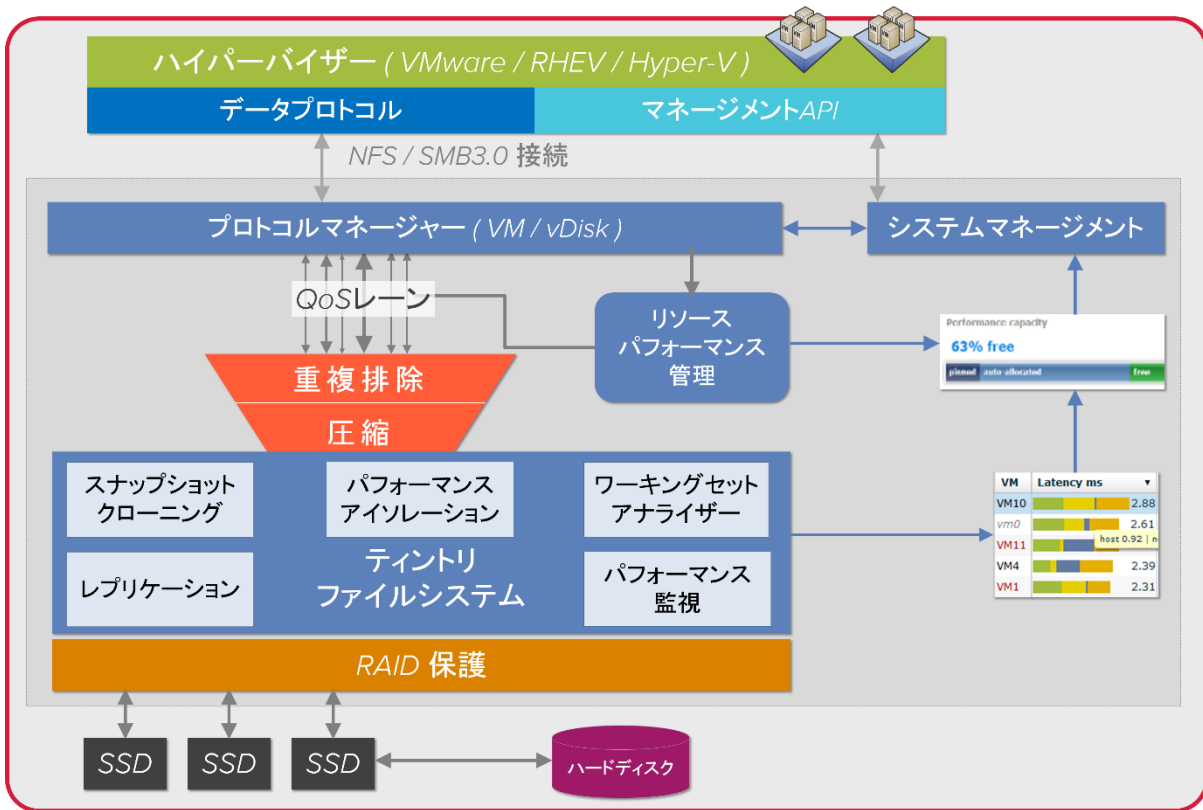 ハイパーバイザー ( VMware / RHEV / Hyper-V )
データプロトコル
マネージメントAPI
NFS / SMB3.0 接続
プロトコルマネージャー ( VM / vDisk )
システムマネージメント
QoSレーン
リソース
パフォーマンス
管理
Performance capacity
63% free
pinned auto-allocated free
重複排除
圧縮
スナップショット
クローニング
パフォーマンス
アイソレーション
ワーキングセット
アナライザー
レプリケーション
ティントリ
ファイルシステム
パフォーマンス
監視
VM Latency ms
VM10 2.88
vm0 2.61
host 0.92 |
VM11
VM4 2.39
VM1 2.31
RAID 保護
SSD
SSD
SSD
ハードディスク